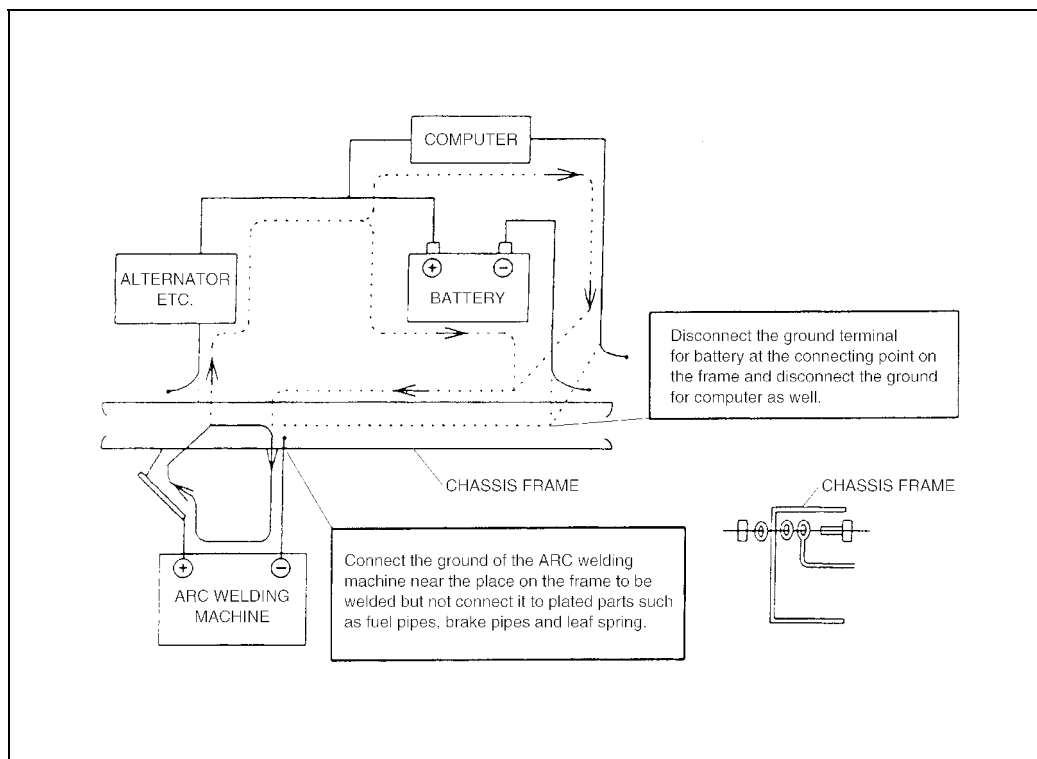 COMPUTER
ALTERNATOR
ETC.
+
−
BATTERY
Disconnect the ground terminal
for battery at the connecting point on
the frame and disconnect the ground
for computer as well.
CHASSIS FRAME
CHASSIS FRAME
+
−
ARC WELDING
MACHINE
Connect the ground of the ARC welding
machine near the place on the frame to be
welded but not connect it to plated parts such
as fuel pipes, brake pipes and leaf spring.